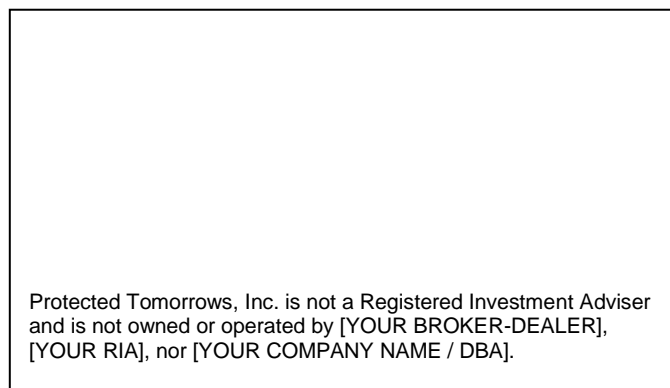 Protected Tomorrows, Inc. is not a Registered Investment Adviser
and is not owned or operated by [YOUR BROKER-DEALER],
[YOUR RIA], nor [YOUR COMPANY NAME / DBA].